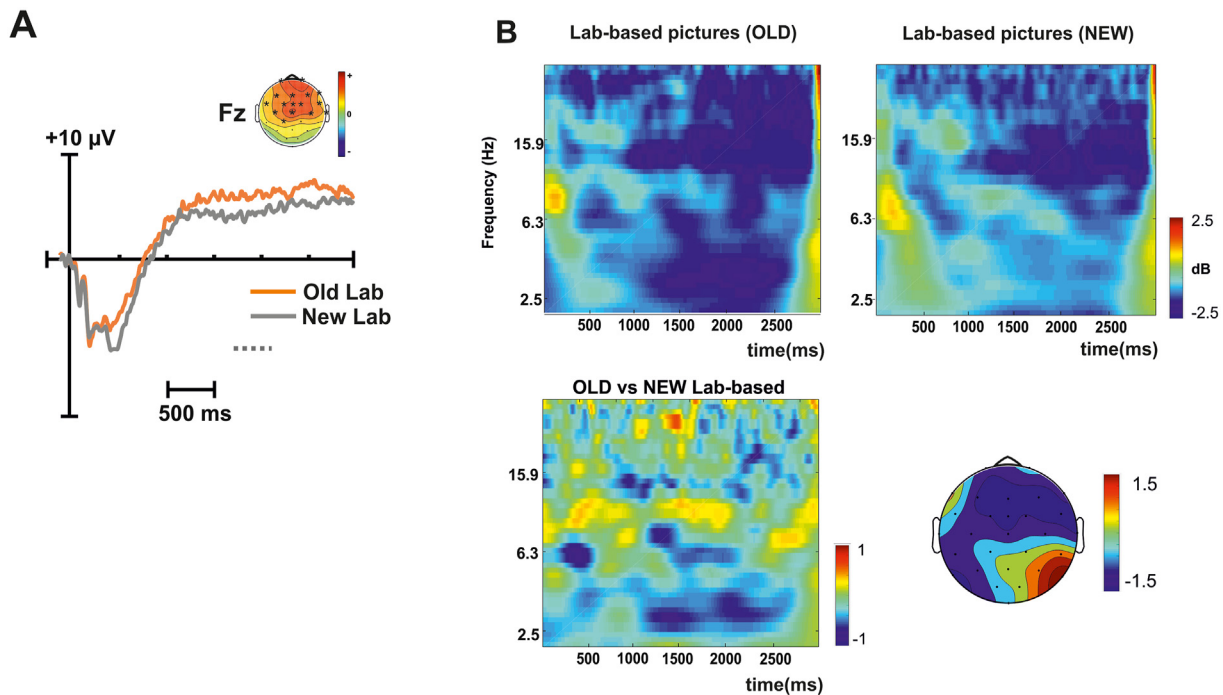 A
Fz
+
0
-
+10 µV
Old Lab
New Lab
500 ms
B
Lab-based pictures (OLD)
Frequency (Hz)
15.9
6.3
2.5
500 1000 1500 2000 2500
time(ms)
Lab-based pictures (NEW)
15.9
6.3
2.5
500 1000 1500 2000 2500
time(ms)
2.5
dB
-2.5
OLD vs NEW Lab-based
15.9
6.3
2.5
500 1000 1500 2000 2500
time(ms)
1
-1
1.5
-1.5